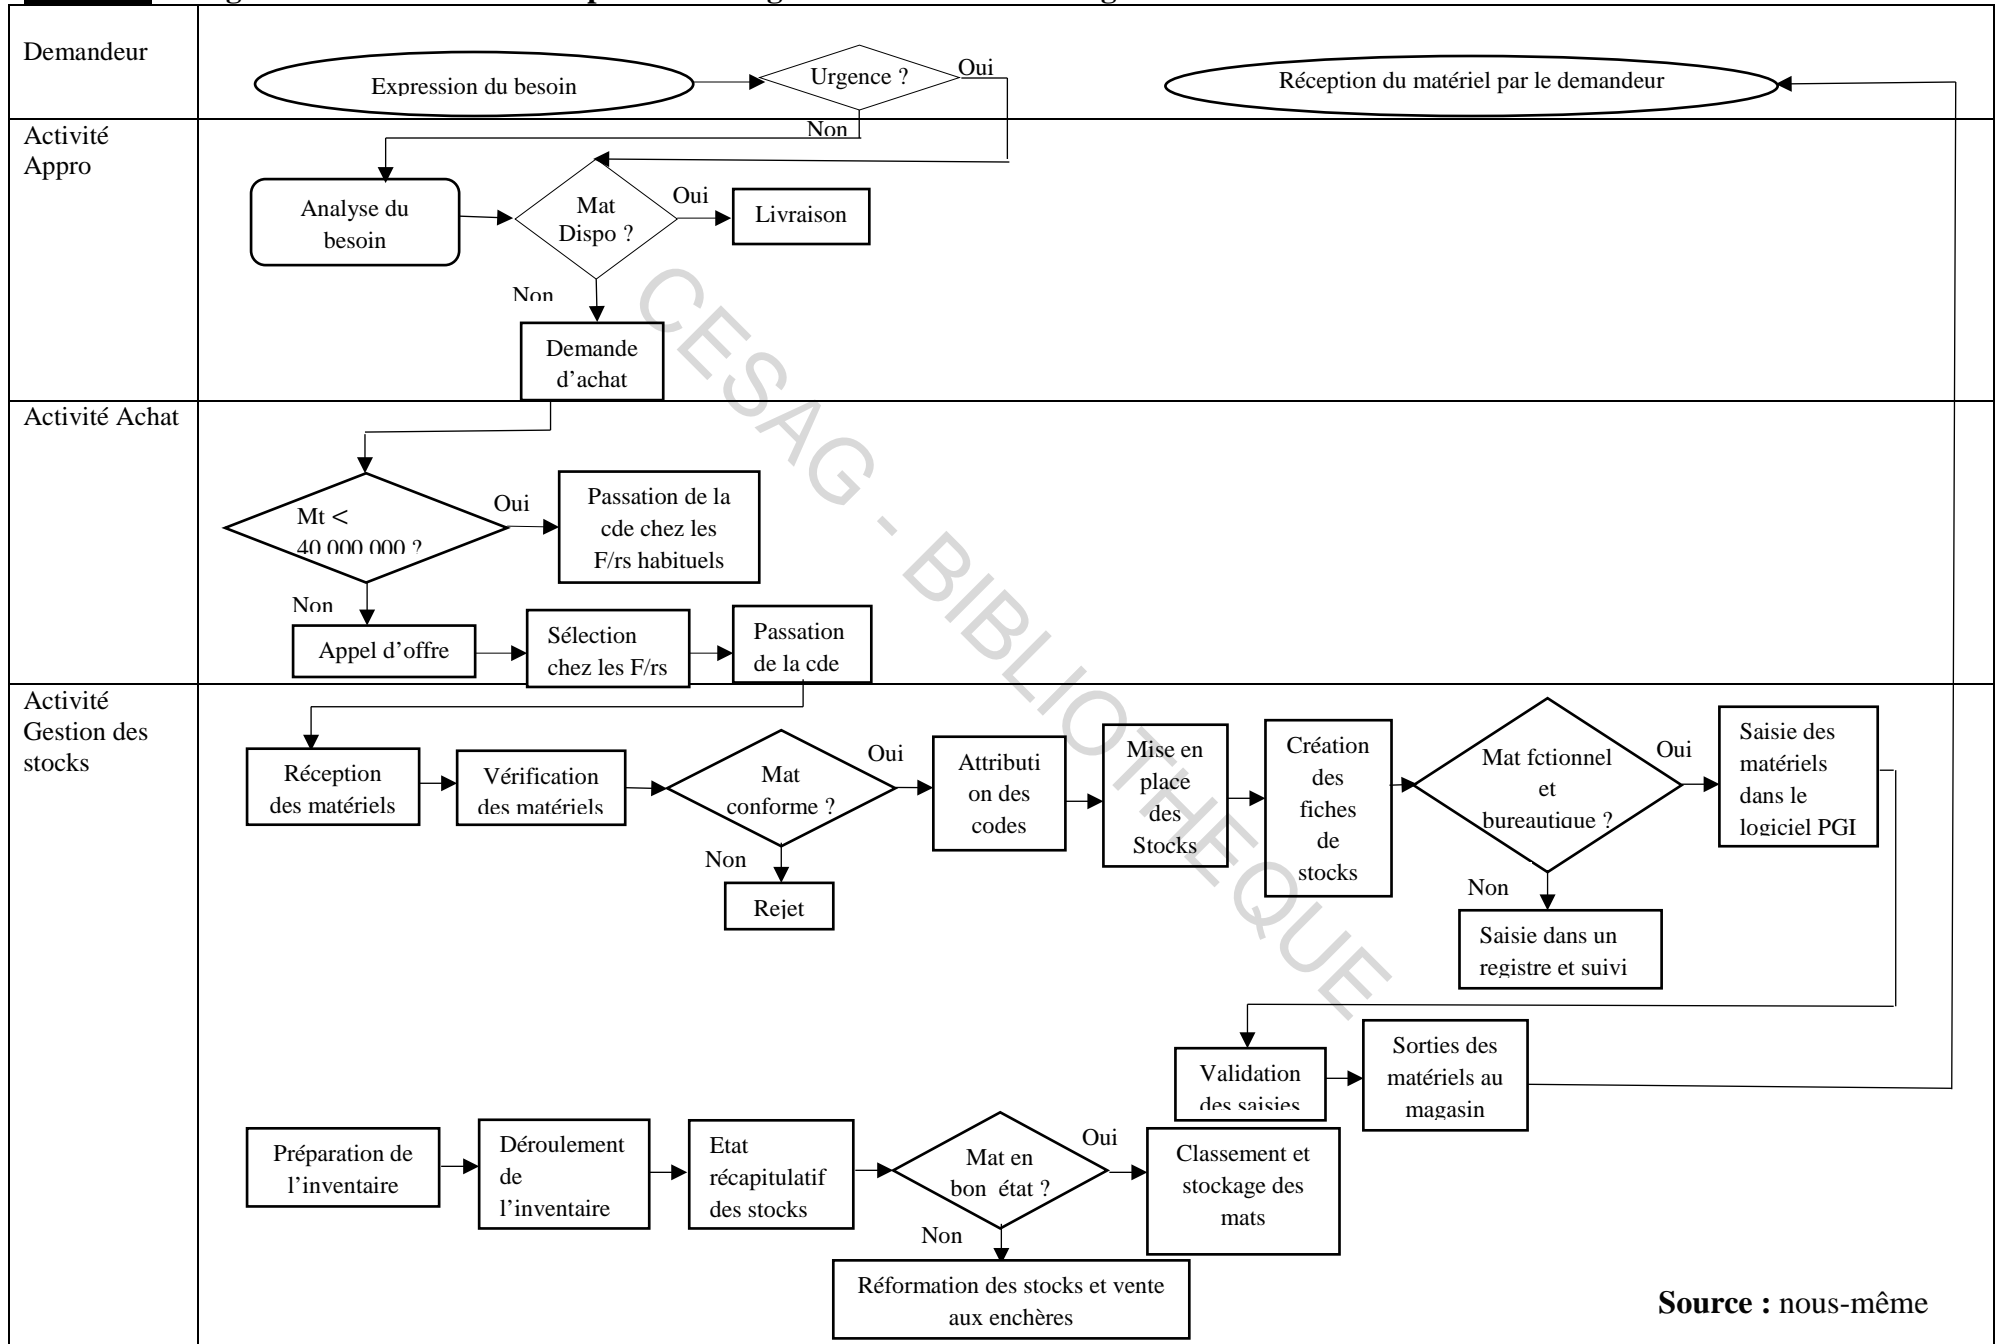 Demandeur
Expression du besoin
Urgence ?
Oui
Non
Réception du matériel par le demandeur
Activité
Appro
Analyse du
besoin
Mat
Dispo ?
Oui
Livraison
Non
Demande
d’achat
Activité Achat
Mt <
40 000 000 ?
Oui
Passation de la
cde chez les
F/rs habituels
Non
Appel d’offre
Sélection
chez les F/rs
Passation
de la cde
Activité
Gestion des
stocks
Réception
des matériels
Vérification
des matériels
Mat
conforme ?
Oui
Non
Rejet
Attributi
on des
codes
Mise en
place
des
Stocks
Création
des
fiches
de
stocks
Mat fctionnel
et
bureautique ?
Oui
Saisie des
matériels
dans le
logiciel PGI
Non
Saisie dans un
registre et suivi
Validation
des saisies
Sorties des
matériels au
magasin
Préparation de
l’inventaire
Déroulement
de
l’inventaire
Etat
récapitulatif
des stocks
Mat en
bon état ?
Oui
Classement et
stockage des
mats
Non
Réformation des stocks et vente
aux enchères
Source : nous-même
CESAG - BIBLIOTHEQUE